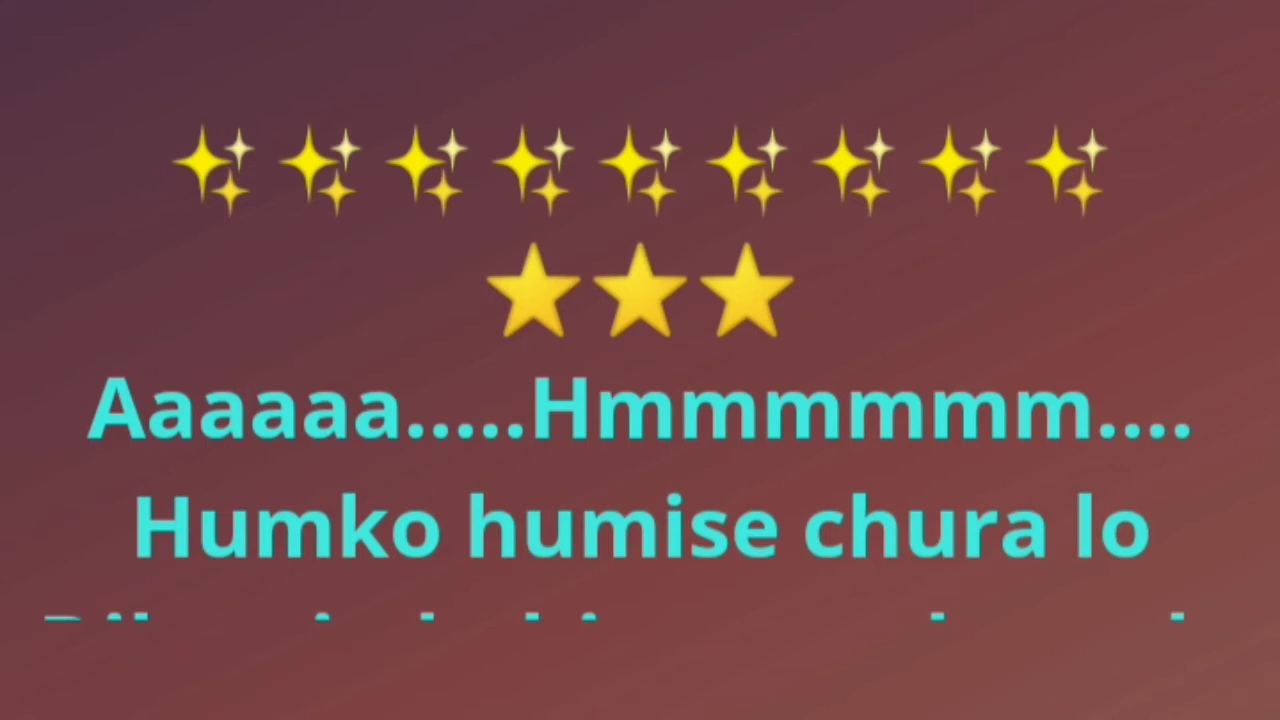 ✨✨✨✨✨✨✨✨✨
⭐⭐⭐
Aaaaaa.....Hmmmmmm....
Humko humise chura lo